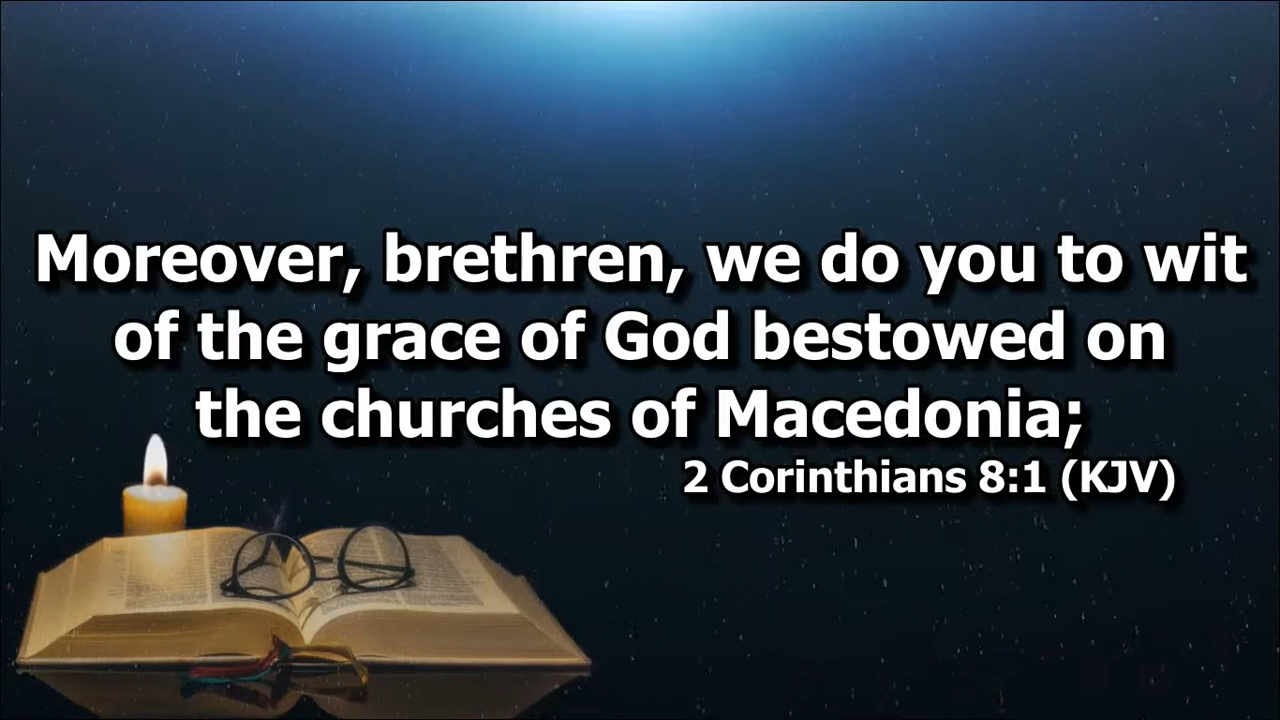 Moreover, brethren, we do you to wit
of the grace of God bestowed on
the churches of Macedonia;
2 Corinthians 8:1 (KJV)